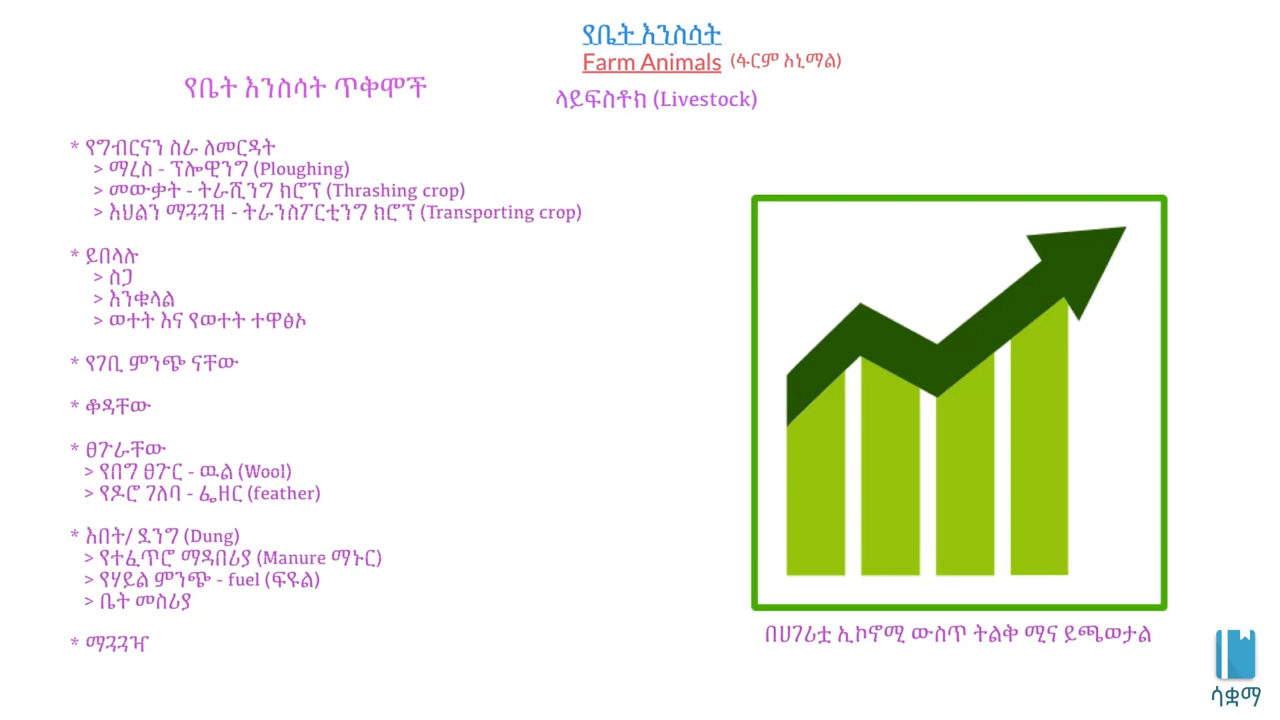 የቤት እንስሳት
Farm Animals (ፋርም አኒማል)
ላይፍስቶክ (Livestock)
የቤት እንስሳት ጥቅሞች
* የግብርናን ስራ ለመርዳት
> ማረስ - ፕሎዊንግ (Ploughing)
> መውቃት - ትራሺንግ ክሮፕ (Thrashing crop)
> እህልን ማጓጓዝ - ትራንስፖርቲንግ ክሮፕ (Transporting crop)
* ይበላሉ
> ስጋ
> እንቁላል
> ወተት እና የወተት ተዋፅኦ
* የገቢ ምንጭ ናቸው
* ቆዳቸው
* ፀጉራቸው
> የበግ ፀጉር - ዉል (Wool)
> የዶሮ ገለባ - ፌዘር (feather)
* እበት/ ደንግ (Dung)
> የተፈጥሮ ማዳበሪያ (Manure ማኑር)
> የሃይል ምንጭ - fuel (ፍዩል)
> ቤት መስሪያ
* ማጓጓዣ
በሀገሪቷ ኢኮኖሚ ውስጥ ትልቅ ሚና ይጫወታል
ሳቋማ